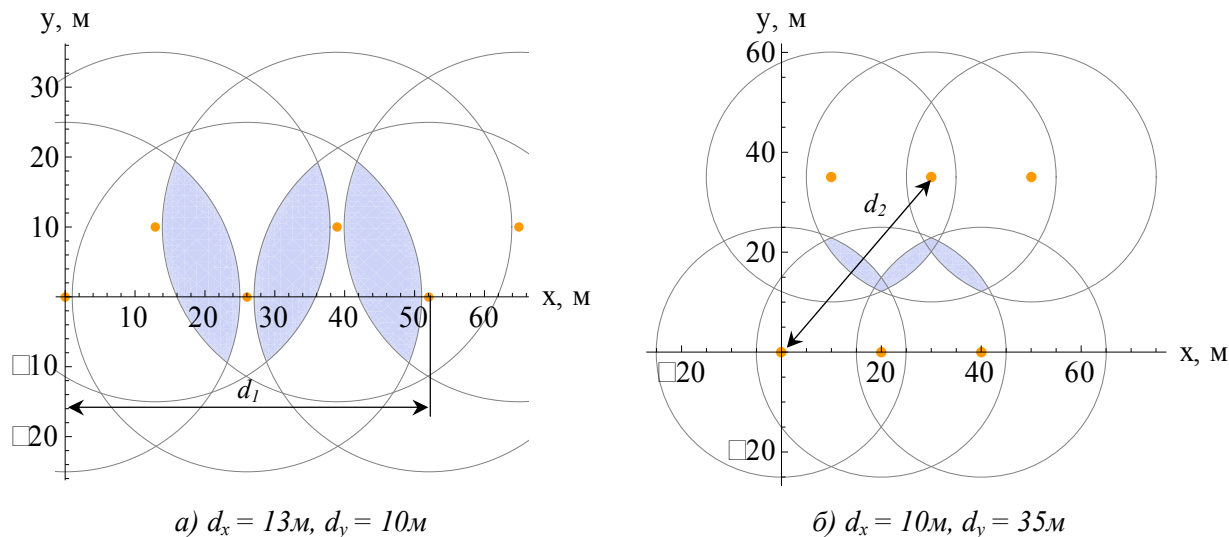 y, м
30
20
10
10 20 30 40 50 60
x, м
□10
□20
d1
а) dx = 13м, dy = 10м
y, м
60
40
20
□20 20 40 60
x, м
□20
d2
б) dx = 10м, dy = 35м